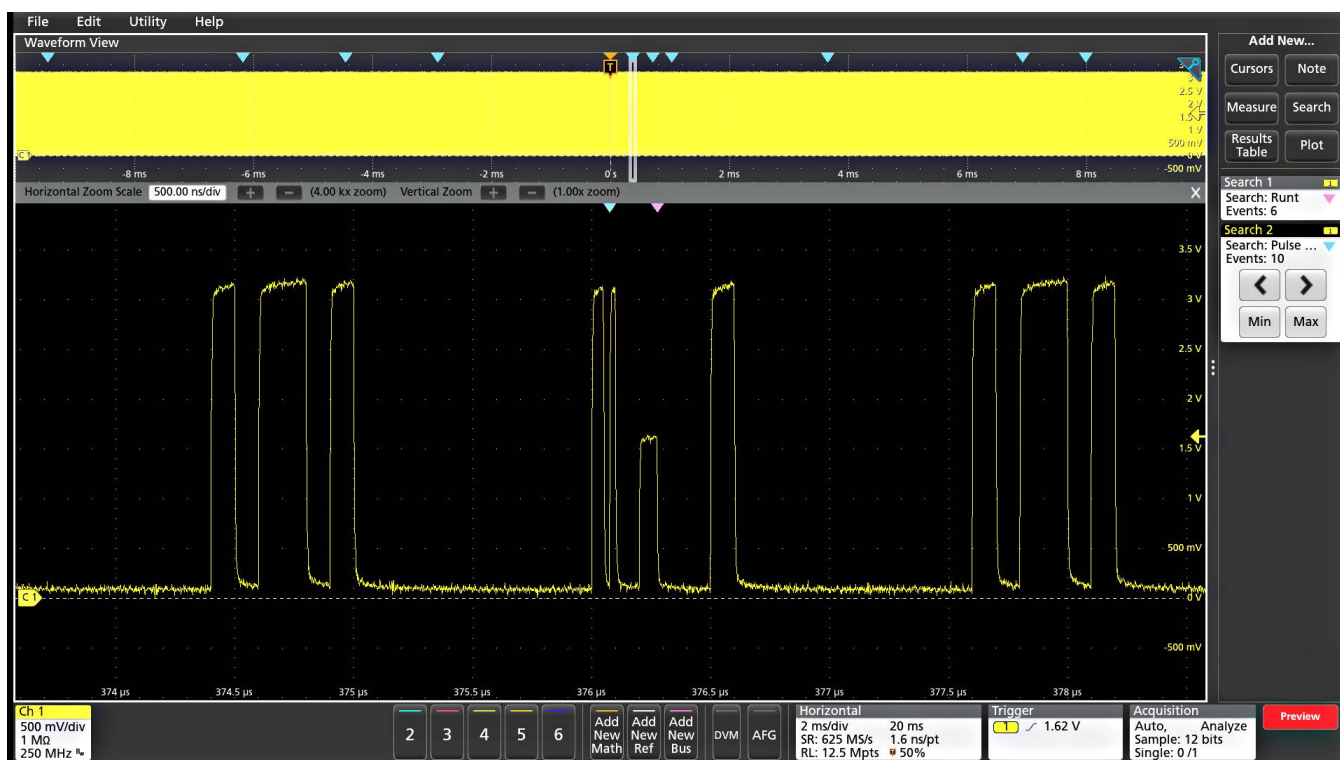 File Edit Utility Help
Waveform View
Add New...
Cursors Note
Measure Search
Results Table Plot
T
2.5 V
2 V
1.5 V
1 V
500 mV
0 V
-500 mV
C1
-8 ms -6 ms -4 ms -2 ms 0 s 2 ms 4 ms 6 ms 8 ms
Horizontal Zoom Scale 500.00 ns/div + − (4.00 kx zoom) Vertical Zoom + − (1.00x zoom) X
Search 1 1
Search: Runt
Events: 6
Search 2 1
Search: Pulse ...
Events: 10
< >
Min Max
3.5 V
3 V
2.5 V
2 V
1.5 V
1 V
500 mV
0 V
-500 mV
C1
374 µs 374.5 µs 375 µs 375.5 µs 376 µs 376.5 µs 377 µs 377.5 µs 378 µs
Ch 1
500 mV/div
1 MΩ
250 MHz Bw
2 3 4 5 6
Add New Math
Add New Ref
Add New Bus
DVM AFG
Horizontal
2 ms/div 20 ms
SR: 625 MS/s 1.6 ns/pt
RL: 12.5 Mpts 50%
Trigger
1 1.62 V
Acquisition
Auto, Analyze
Sample: 12 bits
Single: 0 /1
Preview